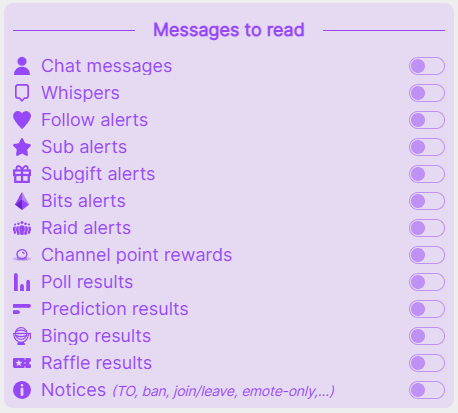 Messages to read
Chat messages
Whispers
Follow alerts
Sub alerts
Subgift alerts
Bits alerts
Raid alerts
Channel point rewards
Poll results
Prediction results
Bingo results
Raffle results
Notices (TO, ban, join/leave, emote-only,...)